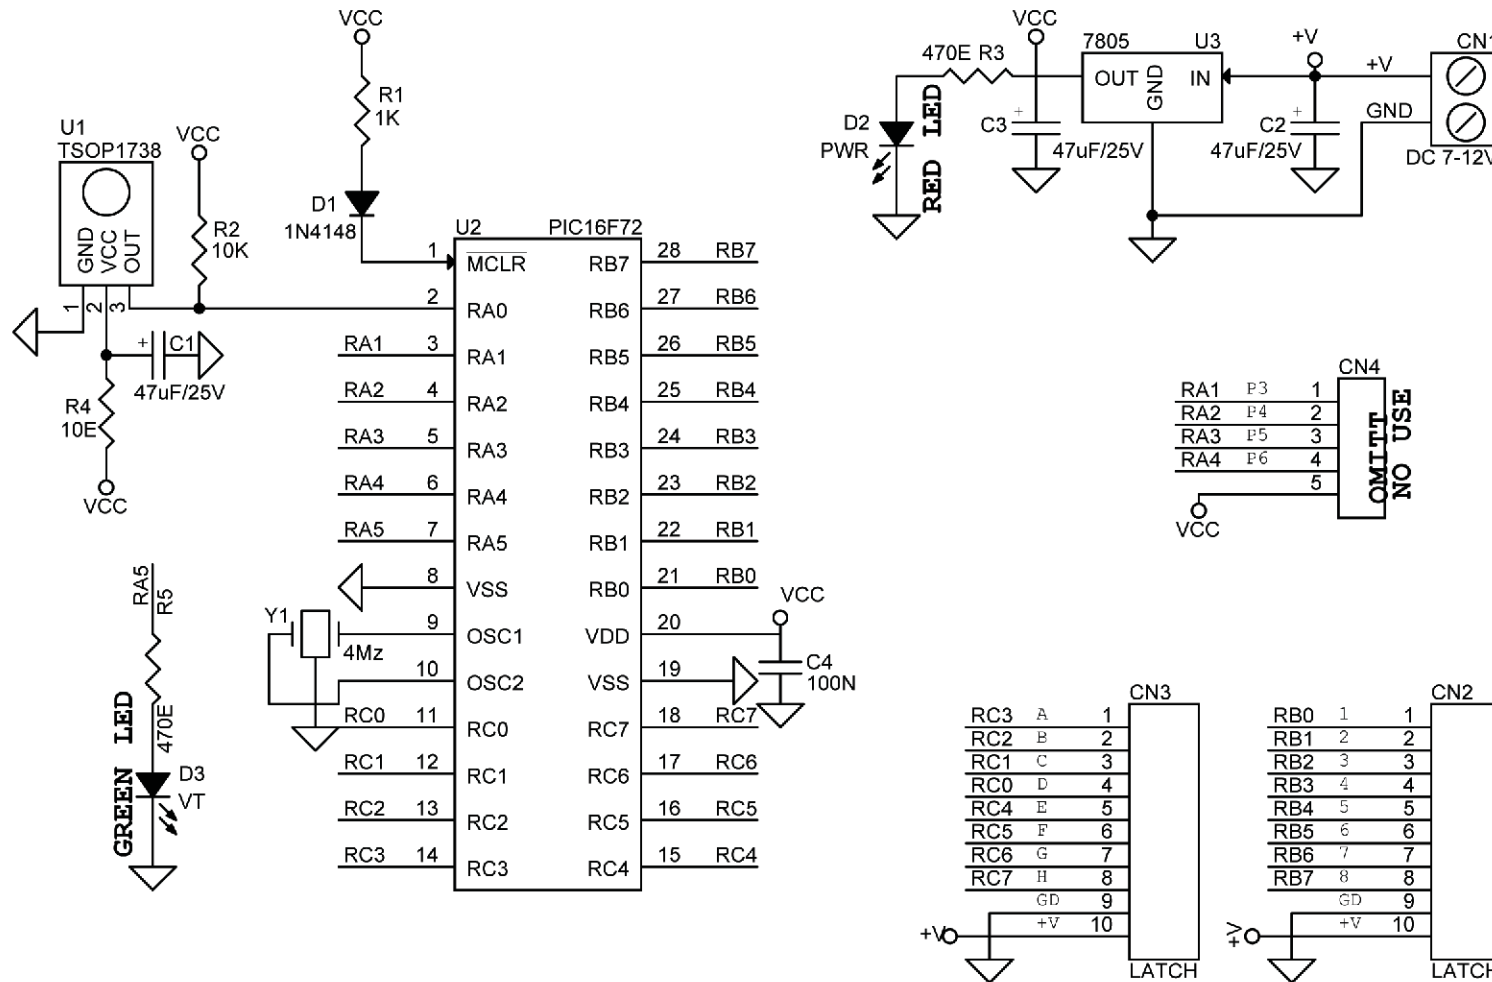 VCC
R1
1K
D1
1N4148
U1
TSOP1738
GND
VCC
OUT
1
2
3
VCC
R2
10K
+
C1
47uF/25V
R4
10E
VCC
RA5
R5
470E
GREEN LED
D3
VT
U2
PIC16F72
1 MCLR
2 RA0
RA1 3 RA1
RA2 4 RA2
RA3 5 RA3
RA4 6 RA4
RA5 7 RA5
8 VSS
9 OSC1
10 OSC2
RC0 11 RC0
RC1 12 RC1
RC2 13 RC2
RC3 14 RC3
RB7 28 RB7
RB6 27 RB6
RB5 26 RB5
RB4 25 RB4
RB3 24 RB3
RB2 23 RB2
RB1 22 RB1
RB0 21 RB0
VDD 20
VSS 19
RC7 18 RC7
RC6 17 RC6
RC5 16 RC5
RC4 15 RC4
Y1
4Mz
VCC
C4
100N
VCC
470E R3
D2
PWR
RED LED
+
C3
47uF/25V
7805
U3
OUT
GND
IN
+V
+
C2
47uF/25V
+V
GND
CN1
DC 7-12V
CN4
RA1 P3 1
RA2 P4 2
RA3 P5 3
RA4 P6 4
5
VCC
OMITT
NO USE
CN3
RC3 A 1
RC2 B 2
RC1 C 3
RC0 D 4
RC4 E 5
RC5 F 6
RC6 G 7
RC7 H 8
GD 9
+V 10
+V
LATCH
CN2
RB0 1 1
RB1 2 2
RB2 3 3
RB3 4 4
RB4 5 5
RB5 6 6
RB6 7 7
RB7 8 8
GD 9
+V 10
+V
LATCH